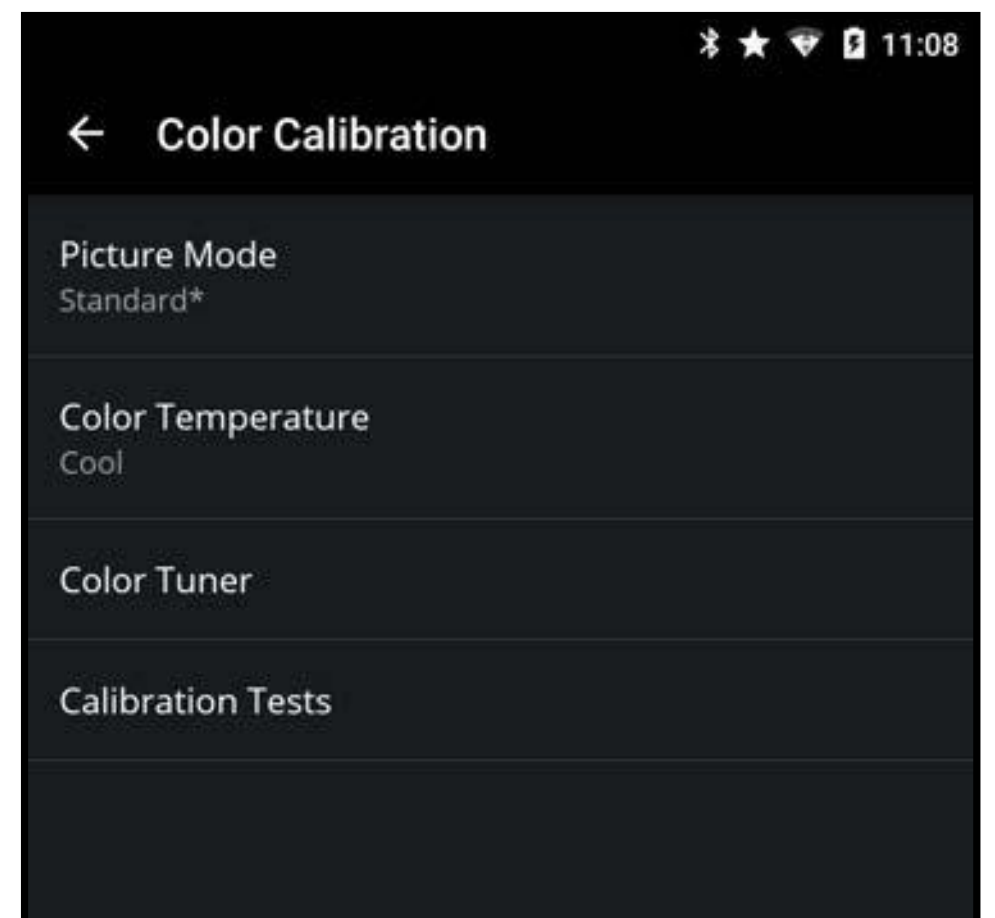 11:08
Color Calibration
Picture Mode
Standard*
Color Temperature
Cool
Color Tuner
Calibration Tests